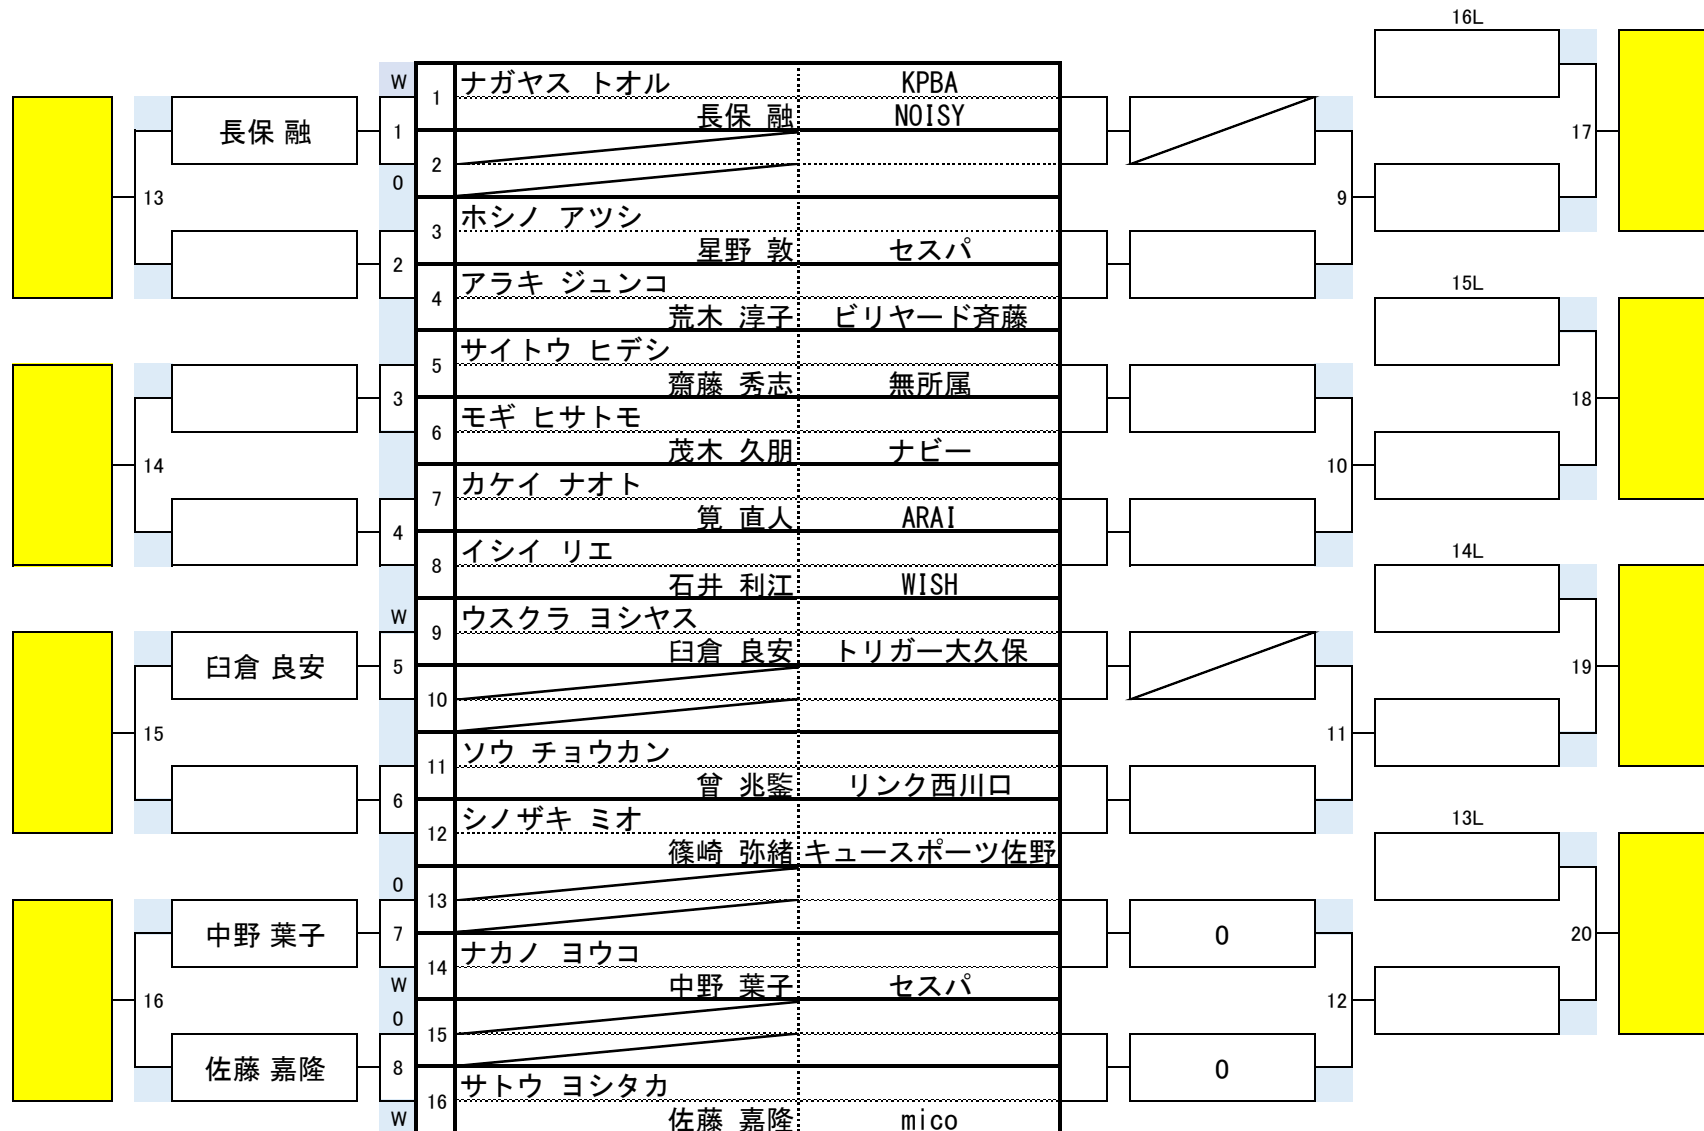 16L
W
1
ナガヤス トオル
KPBA
長保 融
NOISY
長保 融
1
17
2
0
13
9
3
ホシノ アツシ
星野 敦
セスパ
2
4
アラキ ジュンコ
荒木 淳子
ビリヤード斉藤
15L
5
サイトウ ヒデシ
齋藤 秀志
無所属
3
18
6
モギ ヒサトモ
茂木 久朋
ナビー
14
10
7
カケイ ナオト
筧 直人
ARAI
4
8
イシイ リエ
石井 利江
WISH
14L
W
9
ウスクラ ヨシヤス
臼倉 良安
トリガー大久保
臼倉 良安
5
19
10
15
11
11
ソウ チョウカン
曾 兆鑒
リンク西川口
6
12
シノザキ ミオ
篠崎 弥緒
キュースポーツ佐野
13L
0
13
中野 葉子
7
0
20
14
ナカノ ヨウコ
中野 葉子
セスパ
W
16
12
0
15
佐藤 嘉隆
8
0
16
サトウ ヨシタカ
佐藤 嘉隆
mico
W